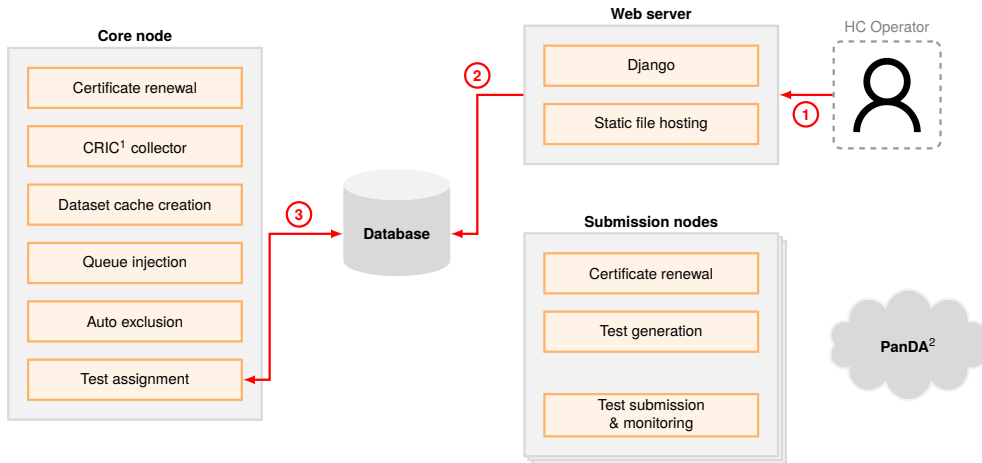 Core node
Certificate renewal
CRIC¹ collector
Dataset cache creation
Queue injection
Auto exclusion
Test assignment
3
Database
2
Web server
Django
Static file hosting
1
HC Operator
Submission nodes
Certificate renewal
Test generation
Test submission
& monitoring
PanDA²